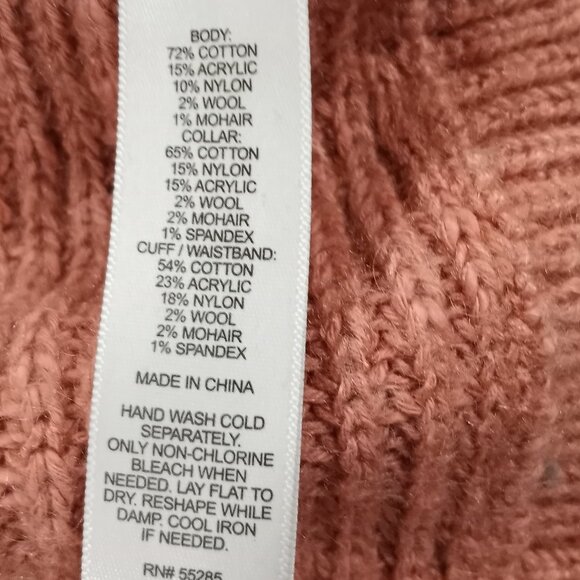 BODY:
72% COTTON
15% ACRYLIC
10% NYLON
2% WOOL
1% MOHAIR
COLLAR:
65% COTTON
15% NYLON
15% ACRYLIC
2% WOOL
2% MOHAIR
1% SPANDEX
CUFF / WAISTBAND:
54% COTTON
23% ACRYLIC
18% NYLON
2% WOOL
2% MOHAIR
1% SPANDEX
MADE IN CHINA
HAND WASH COLD
SEPARATELY.
ONLY NON-CHLORINE
BLEACH WHEN
NEEDED. LAY FLAT TO
DRY. RESHAPE WHILE
DAMP. COOL IRON
IF NEEDED.
RN# 55285